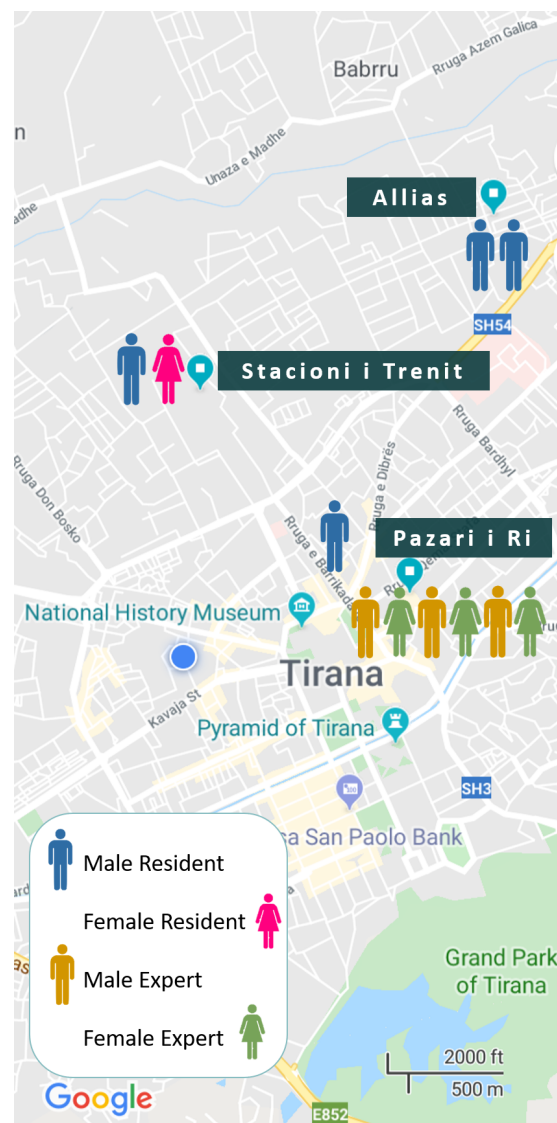 Babrru
Rruga Azem Galica
n
Unaza e Madhe
adhe
Allias
SH54
Stacioni i Trenit
Rruga Bardhyl
Rruga e Dibrës
Rruga Don Bosko
Rruga e Barrikada
Pazari i Ri
National History Museum
Tirana
Kavaja St
Pyramid of Tirana
SH3
sa San Paolo Bank
Male Resident
Female Resident
Male Expert
Female Expert
Grand Park
of Tirana
2000 ft
500 m
Google
E852